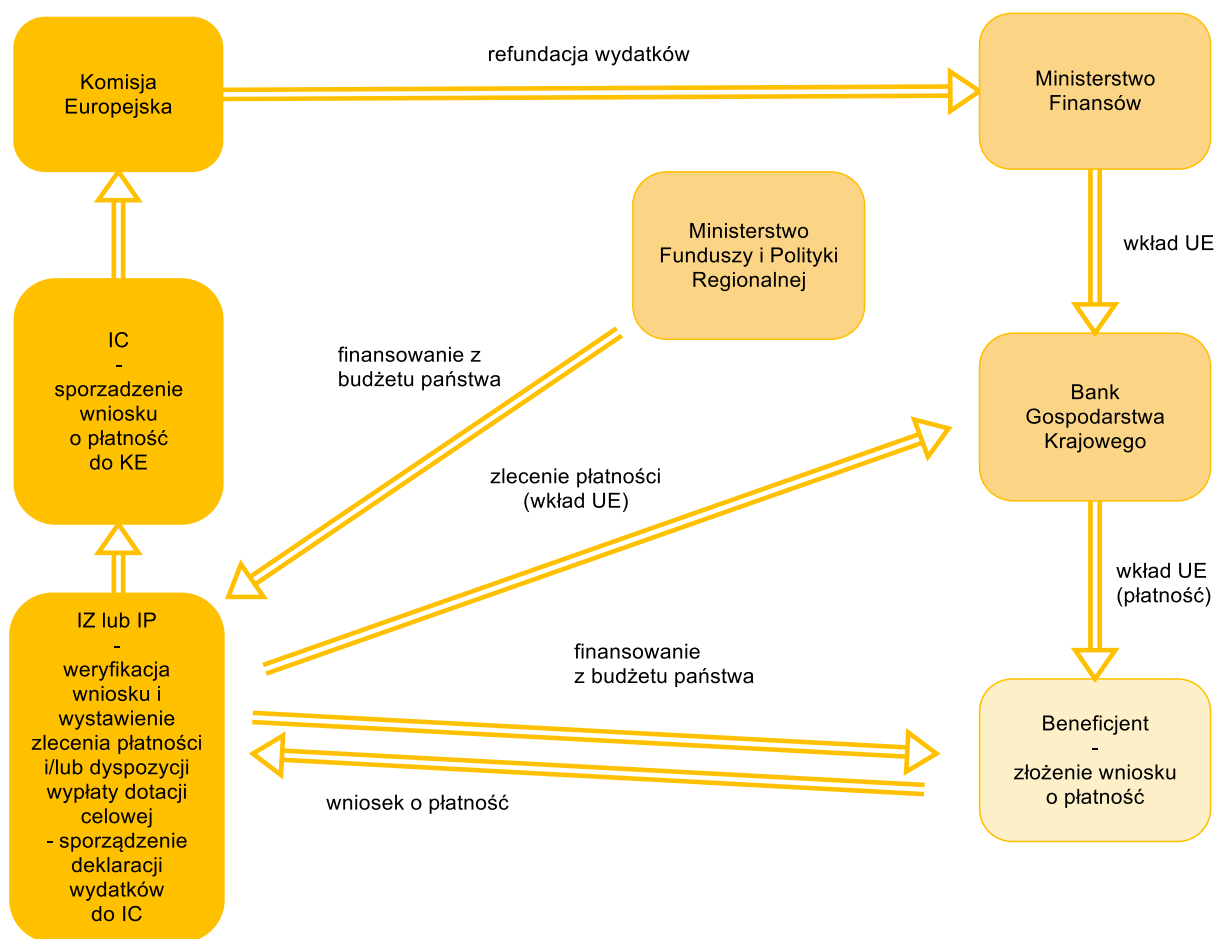 Komisja
Europejska
refundacja wydatków
Ministerstwo
Finansów
Ministerstwo
Funduszy i Polityki
Regionalnej
wkład UE
IC
-
sporzadzenie
wniosku
o płatność
do KE
finansowanie z
budżetu państwa
Bank
Gospodarstwa
Krajowego
zlecenie płatności
(wkład UE)
wkład UE
(płatność)
IZ lub IP
-
weryfikacja
wniosku i
wystawienie
zlecenia płatności
i/lub dyspozycji
wypłaty dotacji
celowej
- sporządzenie
deklaracji
wydatków
do IC
finansowanie
z budżetu państwa
wniosek o płatność
Beneficjent
-
złożenie wniosku
o płatność